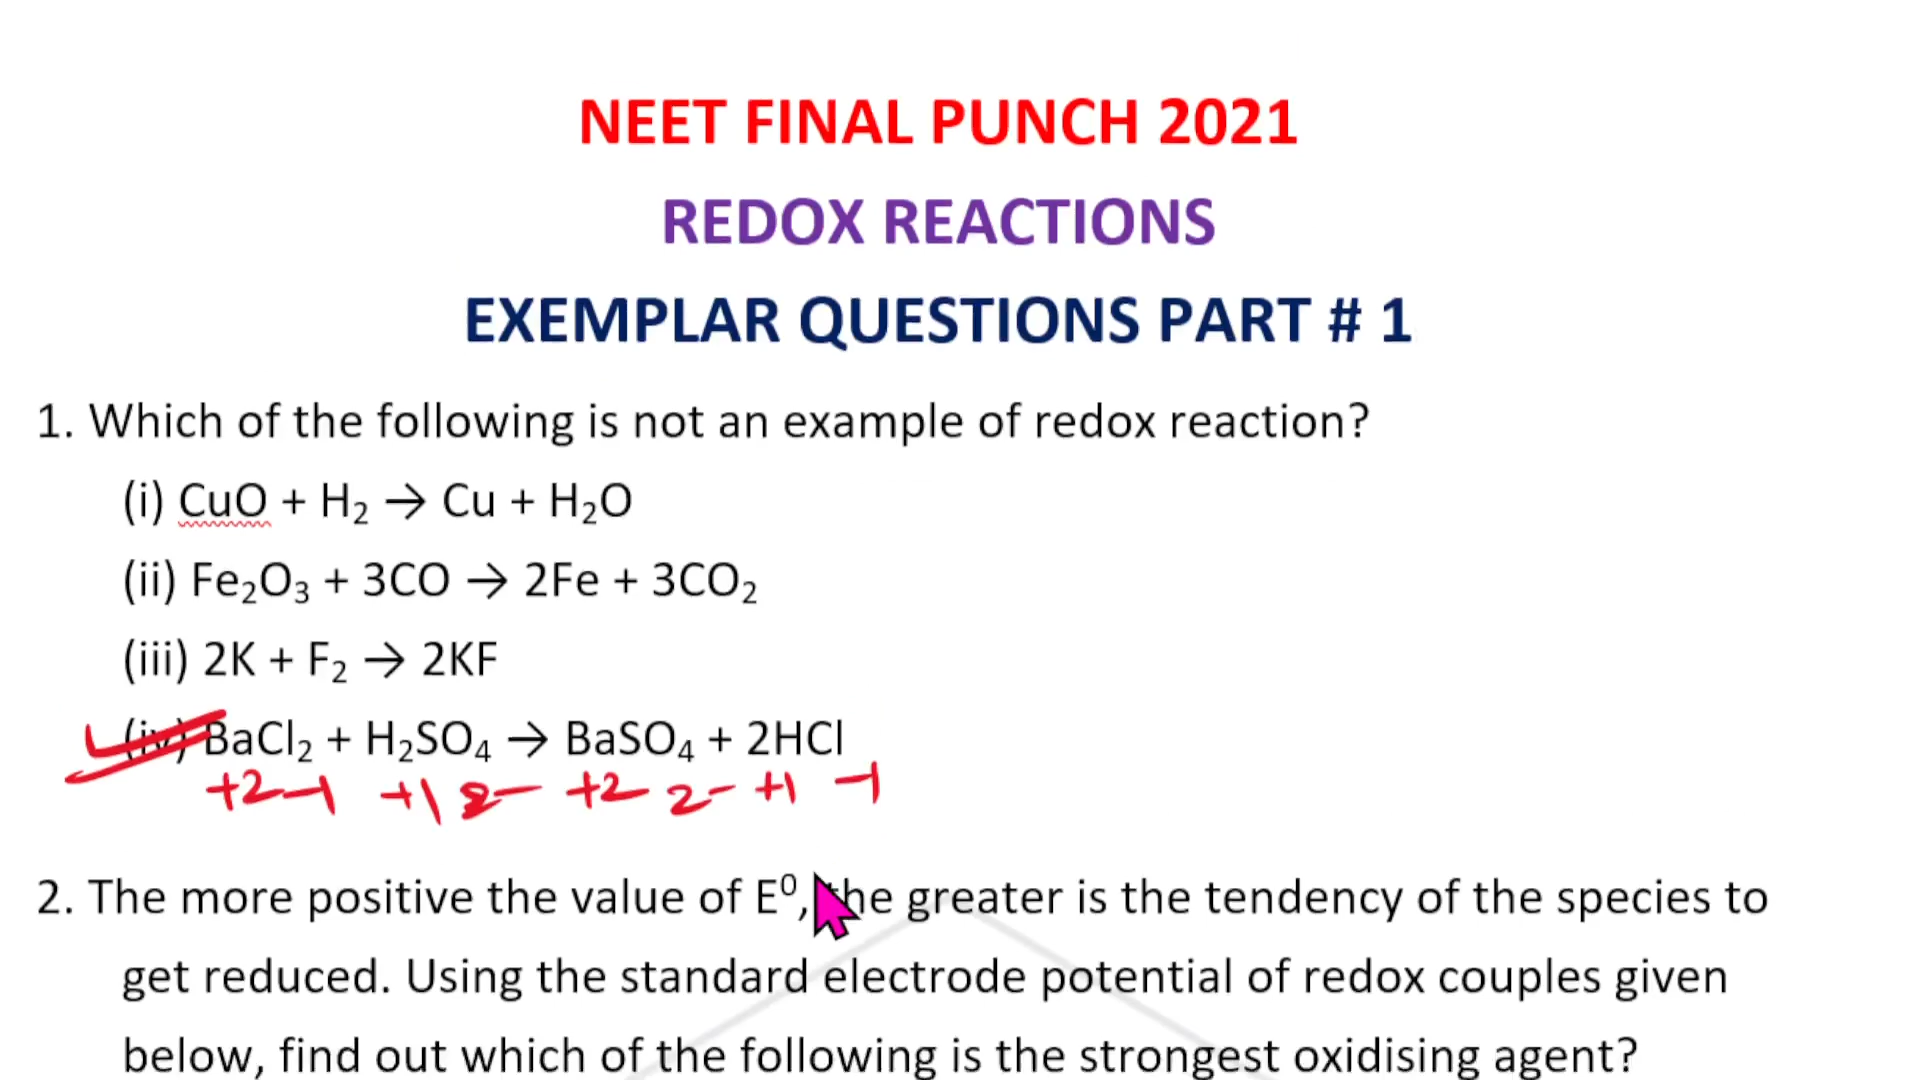 NEET FINAL PUNCH 2021
REDOX REACTIONS
EXEMPLAR QUESTIONS PART # 1
1. Which of the following is not an example of redox reaction?
(i) CuO + H₂ → Cu + H₂O
(ii) Fe₂O₃ + 3CO → 2Fe + 3CO₂
(iii) 2K + F₂ → 2KF
(iv) BaCl₂ + H₂SO₄ → BaSO₄ + 2HCl
+2 -1 +1 2- +2 2- +1 -1
2. The more positive the value of E⁰, the greater is the tendency of the species to
get reduced. Using the standard electrode potential of redox couples given
below, find out which of the following is the strongest oxidising agent?